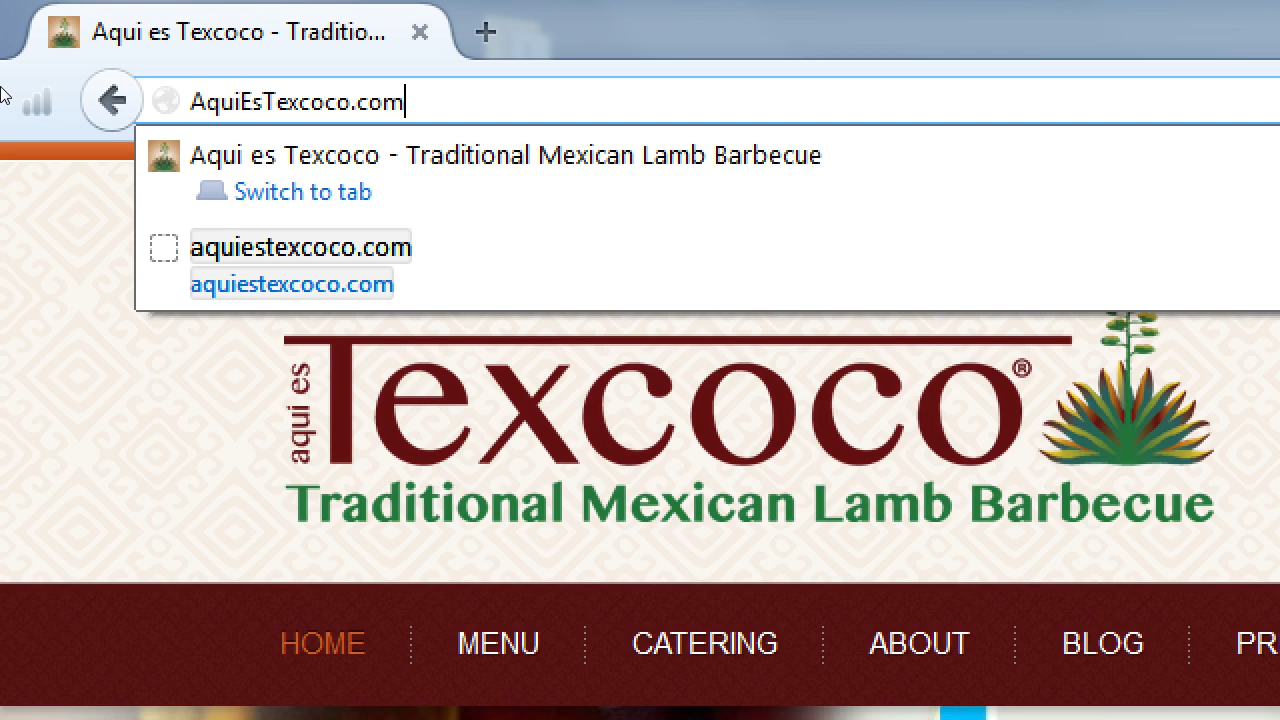 Aqui es Texcoco - Traditio...
AquiEsTexcoco.com
Aqui es Texcoco - Traditional Mexican Lamb Barbecue
Switch to tab
aquiestexcoco.com
aquiestexcoco.com
aqui es Texcoco®
Traditional Mexican Lamb Barbecue
HOME MENU CATERING ABOUT BLOG PR